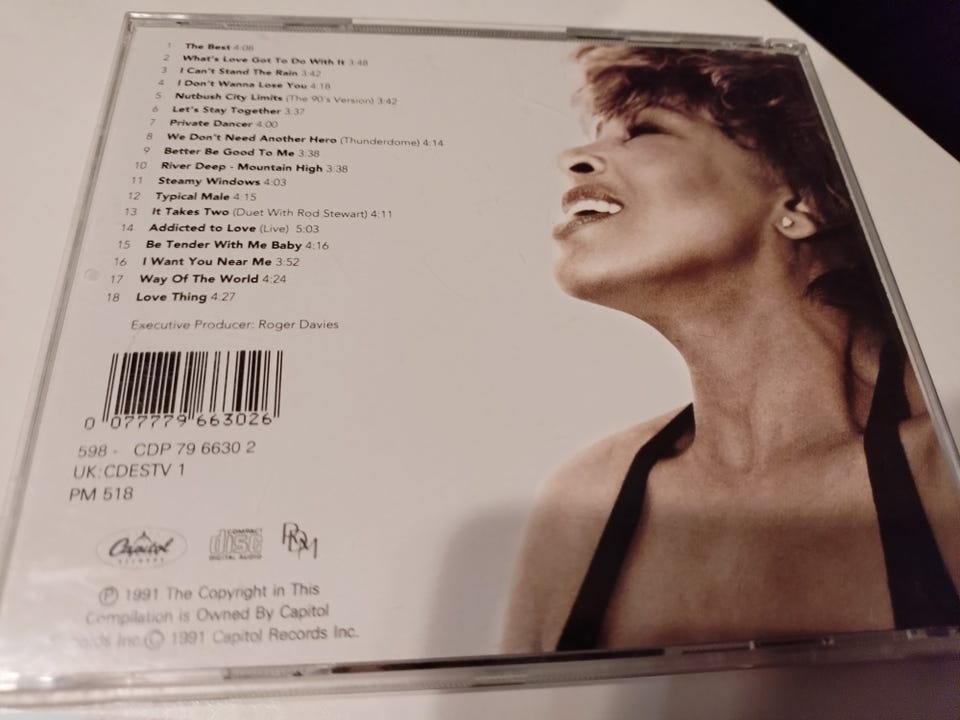 1 The Best 4:08
2 What's Love Got To Do With It 3:48
3 I Can't Stand The Rain 3:42
4 I Don't Wanna Lose You 4:18
5 Nutbush City Limits (The 90's Version) 3:42
6 Let's Stay Together 3:37
7 Private Dancer 4:00
8 We Don't Need Another Hero (Thunderdome) 4:14
9 Better Be Good To Me 3:38
10 River Deep - Mountain High 3:38
11 Steamy Windows 4:03
12 Typical Male 4:15
13 It Takes Two (Duet With Rod Stewart) 4:11
14 Addicted to Love (Live) 5:03
15 Be Tender With Me Baby 4:16
16 I Want You Near Me 3:52
17 Way Of The World 4:24
18 Love Thing 4:27
Executive Producer: Roger Davies
0 077779 663026
598 - CDP 79 6630 2
UK:CDESTV 1
PM 518
Capitol
RECORDS
COMPACT
disc
DIGITAL AUDIO
RDM
Ⓟ 1991 The Copyright in This
Compilation is Owned By Capitol
Records Inc.© 1991 Capitol Records Inc.